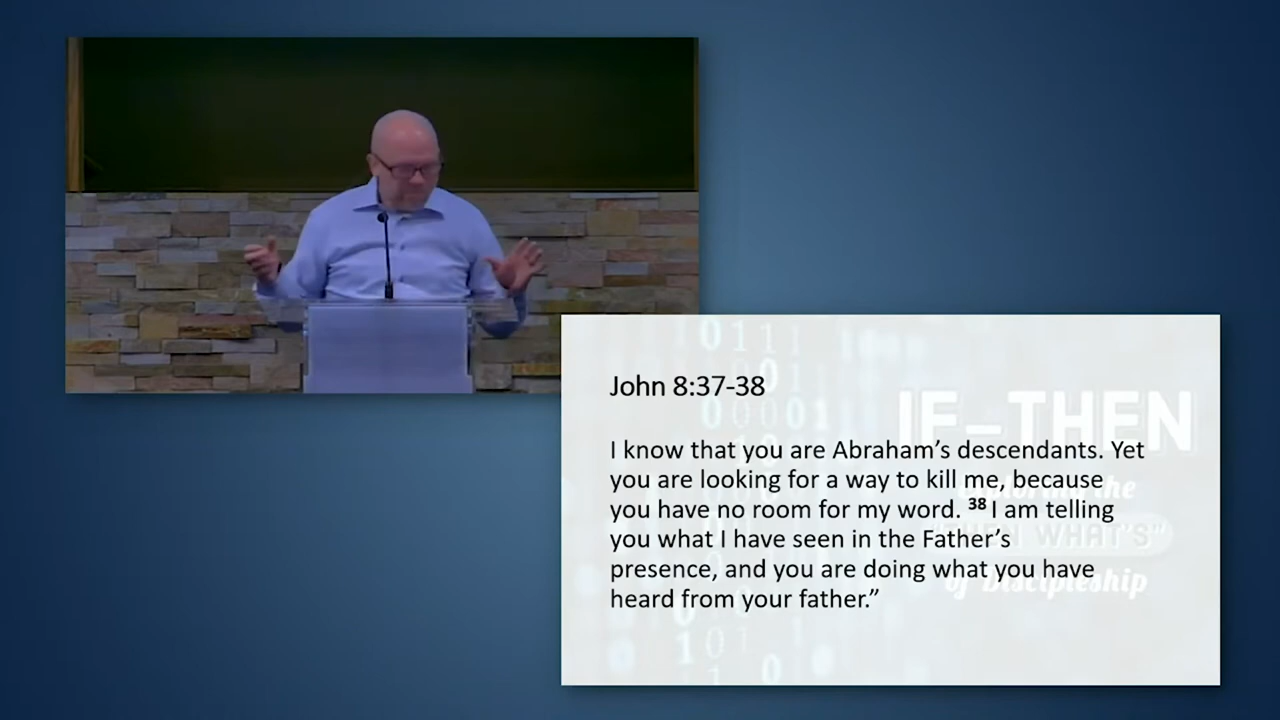 John 8:37-38
I know that you are Abraham’s descendants. Yet
you are looking for a way to kill me, because
you have no room for my word. 38 I am telling
you what I have seen in the Father’s
presence, and you are doing what you have
heard from your father.”
IF–THEN
the
WHAT'S"
of Discipleship